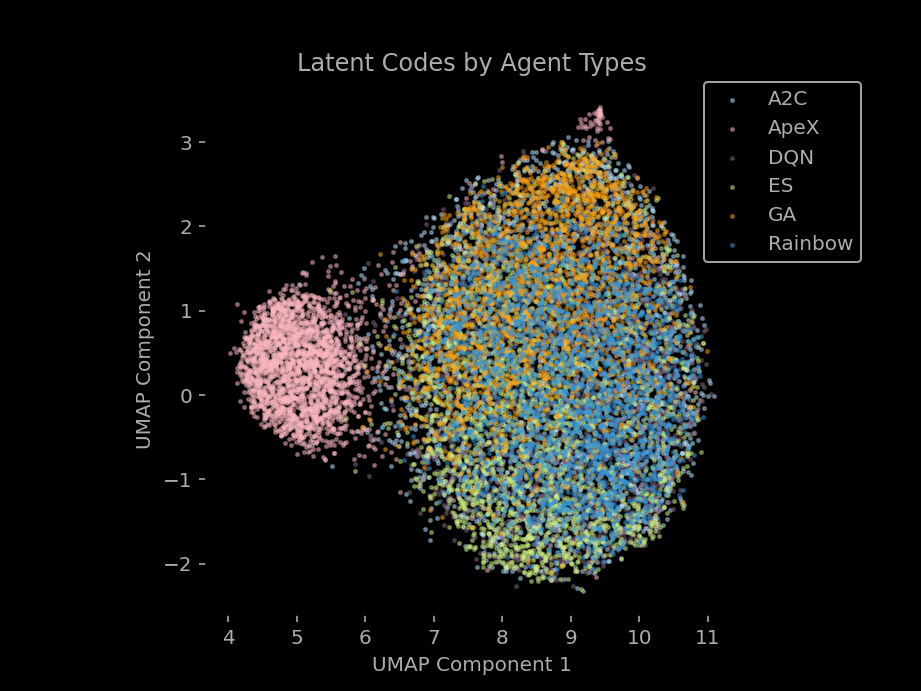 Latent Codes by Agent Types
A2C
ApeX
DQN
ES
GA
Rainbow
3
2
1
0
−1
−2
UMAP Component 2
4 5 6 7 8 9 10 11
UMAP Component 1